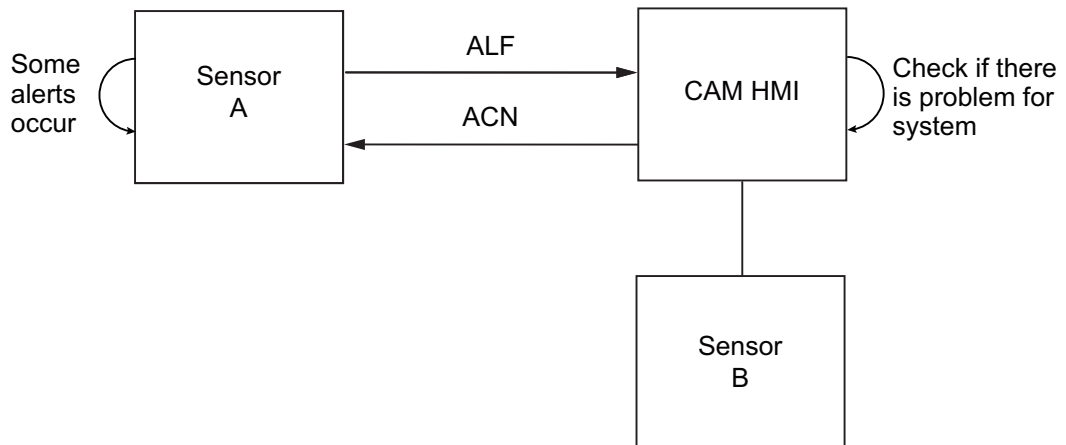 Some
alerts
occur
Sensor
A
ALF
ACN
CAM HMI
Check if there
is problem for
system
Sensor
B